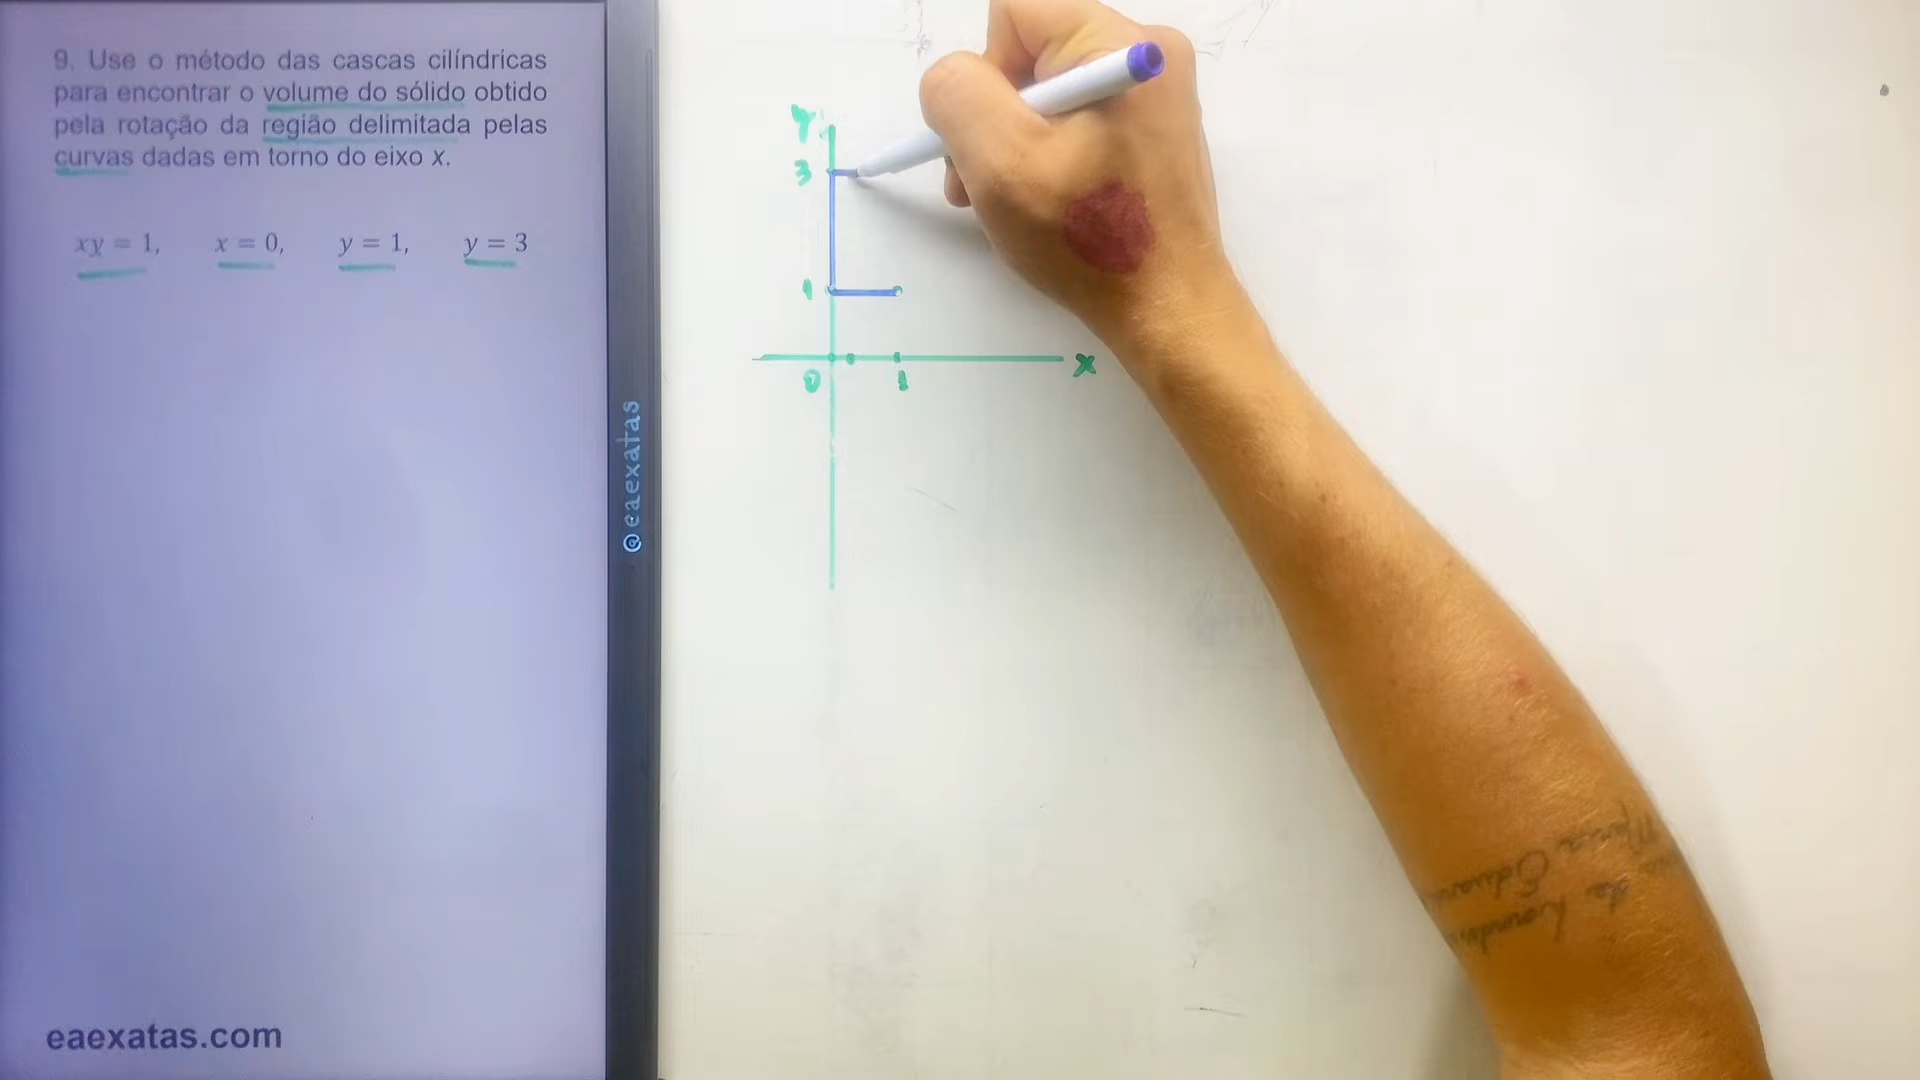 9. Use o método das cascas cilíndricas
para encontrar o volume do sólido obtido
pela rotação da região delimitada pelas
curvas dadas em torno do eixo x.
xy = 1, x = 0, y = 1, y = 3
eaexatas.com
@eaexatas
Y
3
1
0 1
X